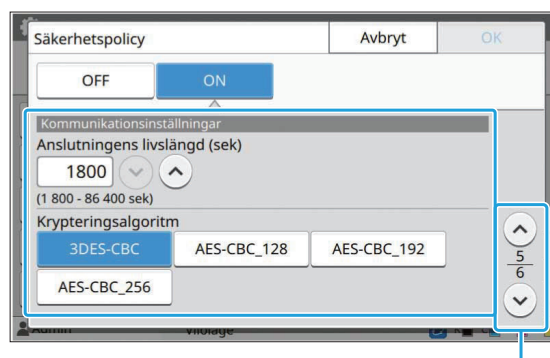 Säkerhetspolicy Avbryt OK
OFF ON
Kommunikationsinställningar
Anslutningens livslängd (sek)
1800
(1 800 - 86 400 sek)
Krypteringsalgoritm
3DES-CBC AES-CBC_128 AES-CBC_192
AES-CBC_256
5
6
Admin Viloläge